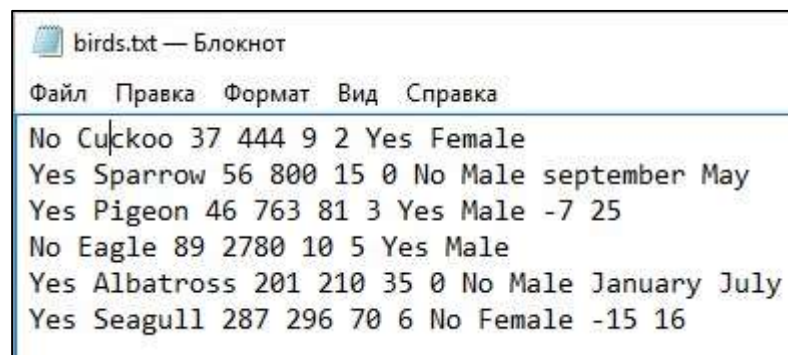 birds.txt — Блокнот
Файл Правка Формат Вид Справка
No Cuckoo 37 444 9 2 Yes Female
Yes Sparrow 56 800 15 0 No Male september May
Yes Pigeon 46 763 81 3 Yes Male -7 25
No Eagle 89 2780 10 5 Yes Male
Yes Albatross 201 210 35 0 No Male January July
Yes Seagull 287 296 70 6 No Female -15 16